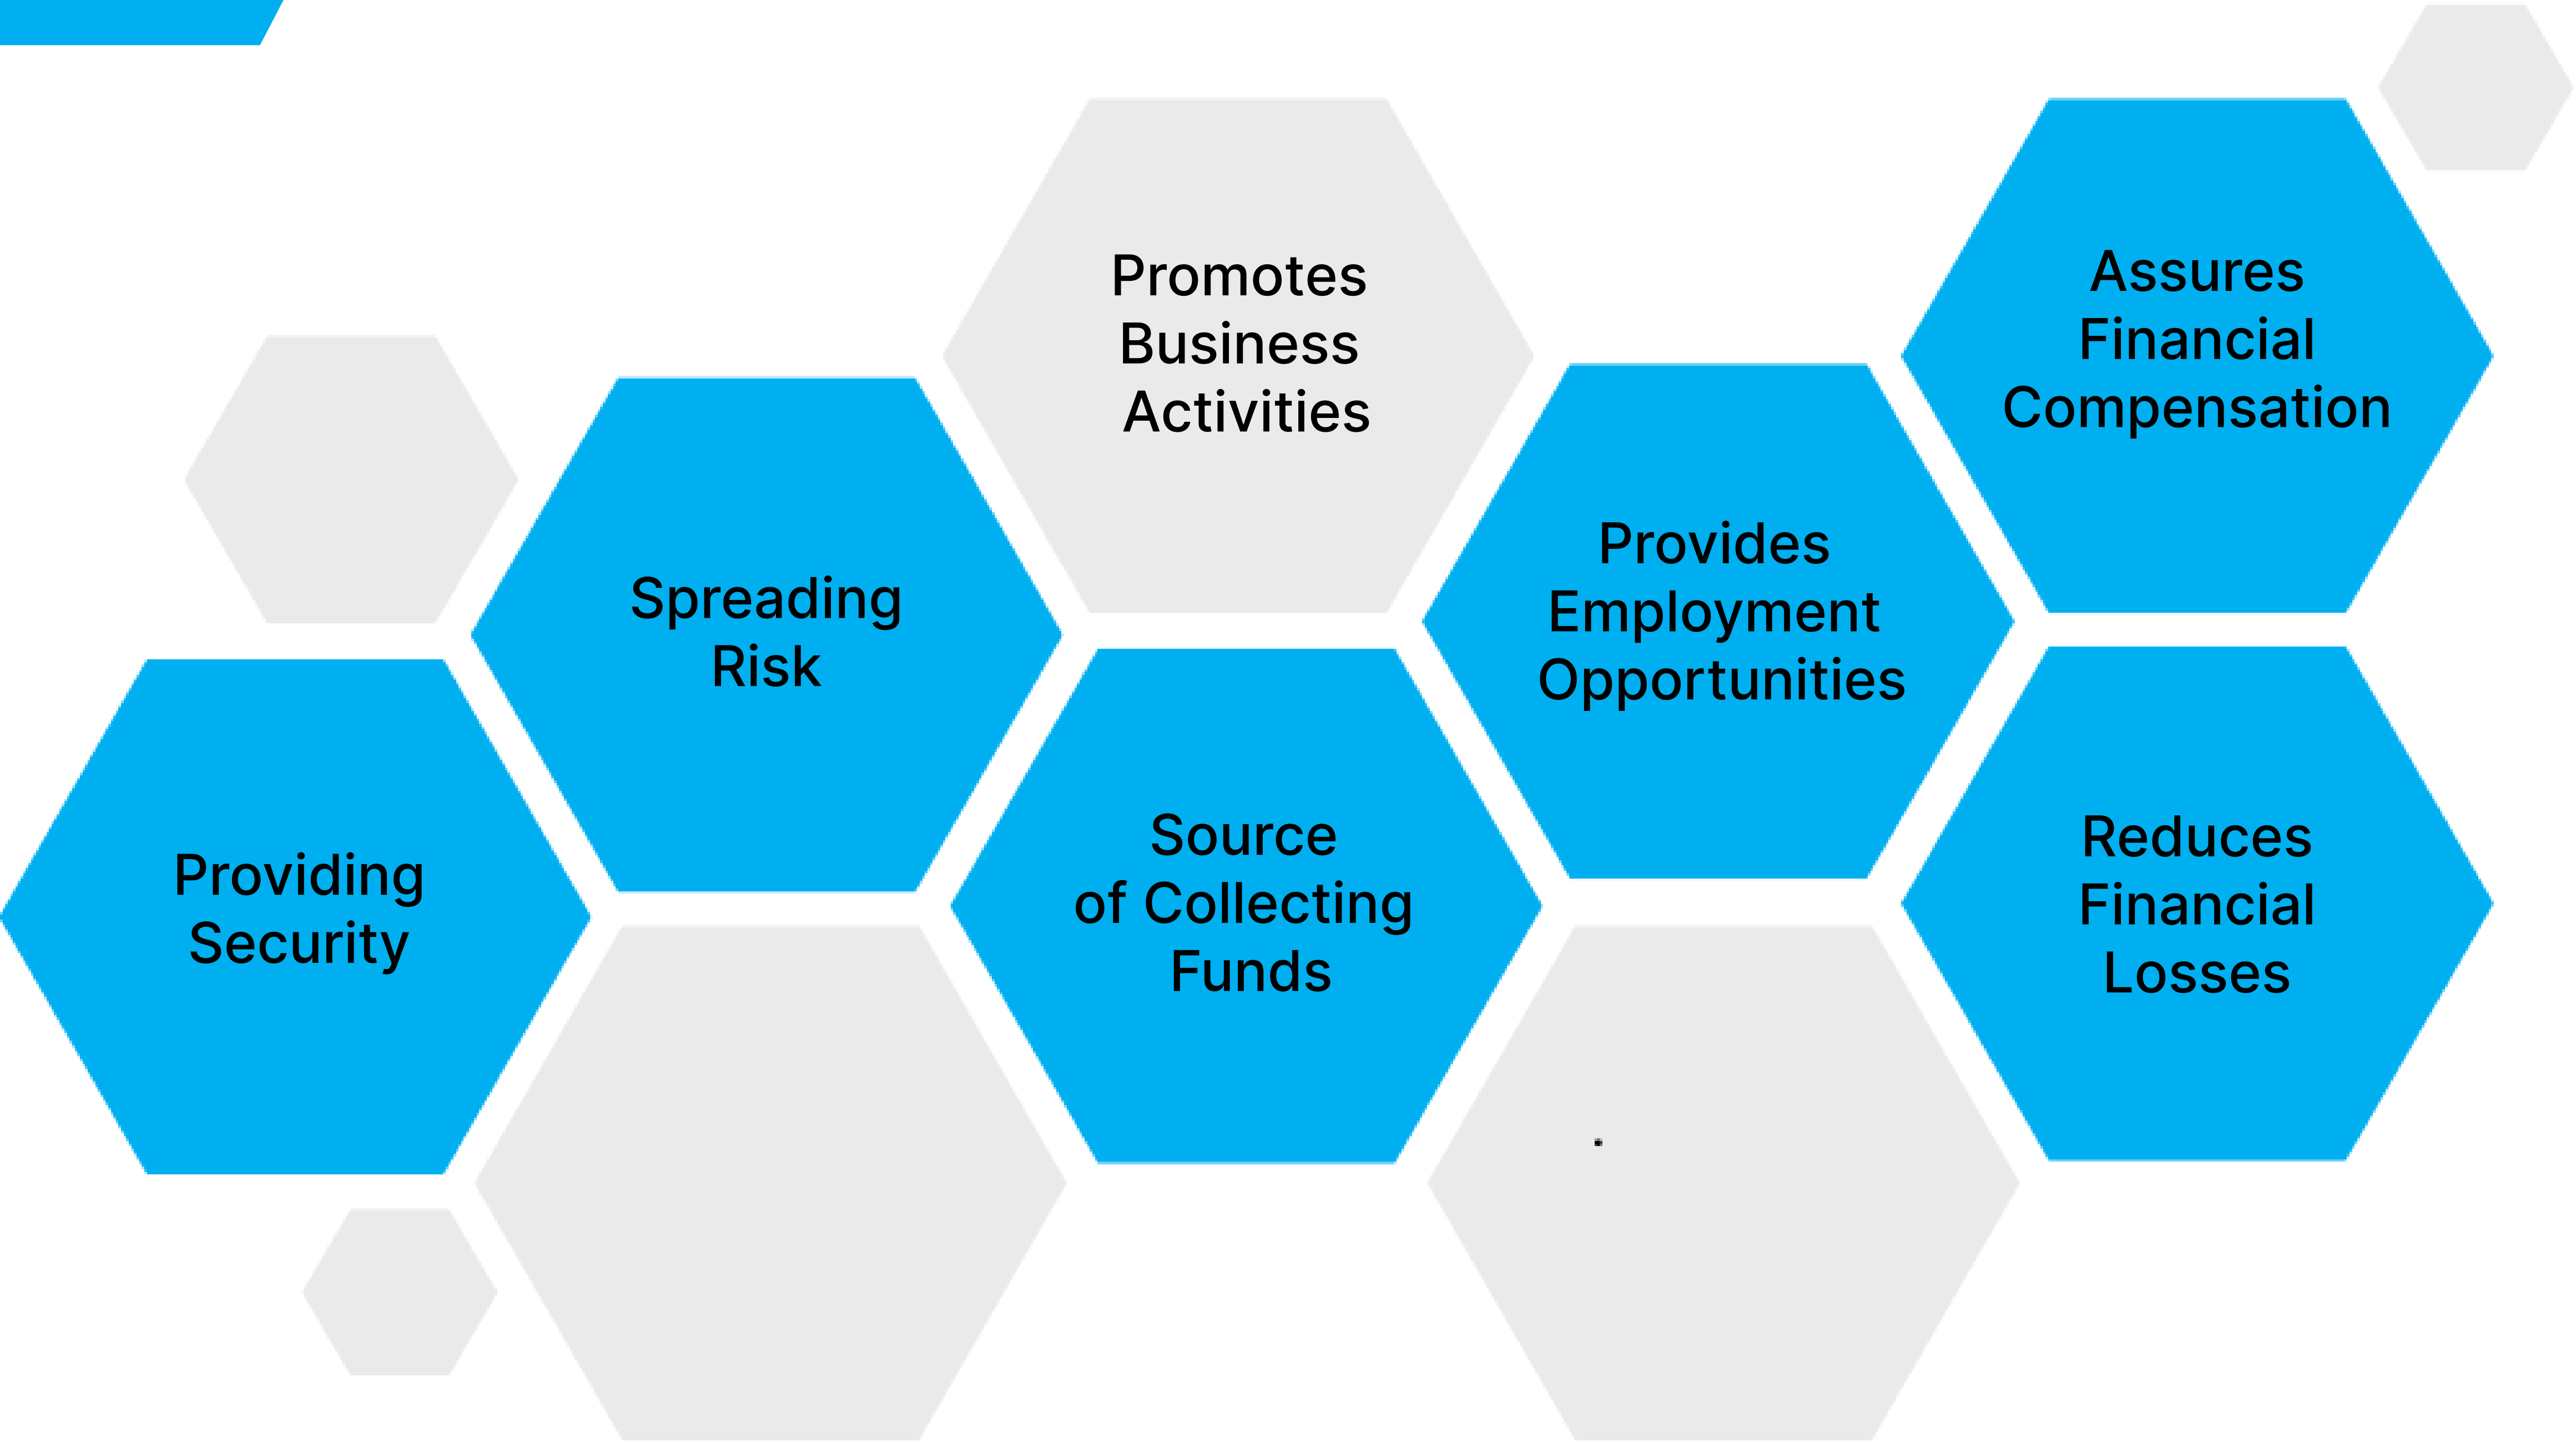 Providing
Security
Spreading
Risk
Promotes
Business
Activities
Source
of Collecting
Funds
Provides
Employment
Opportunities
Assures
Financial
Compensation
Reduces
Financial
Losses